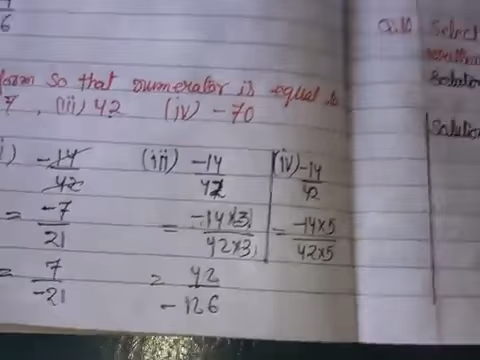 6
Q.10 Select
form so that numerator is equal to
7, (iii) 42 (iv) -70
Solution
i) -14/42 (iii) -14/42 (iv) -14/42
= -7/21 = -14×3/42×3 = -14×5/42×5
= 7/-21 = 42/-126